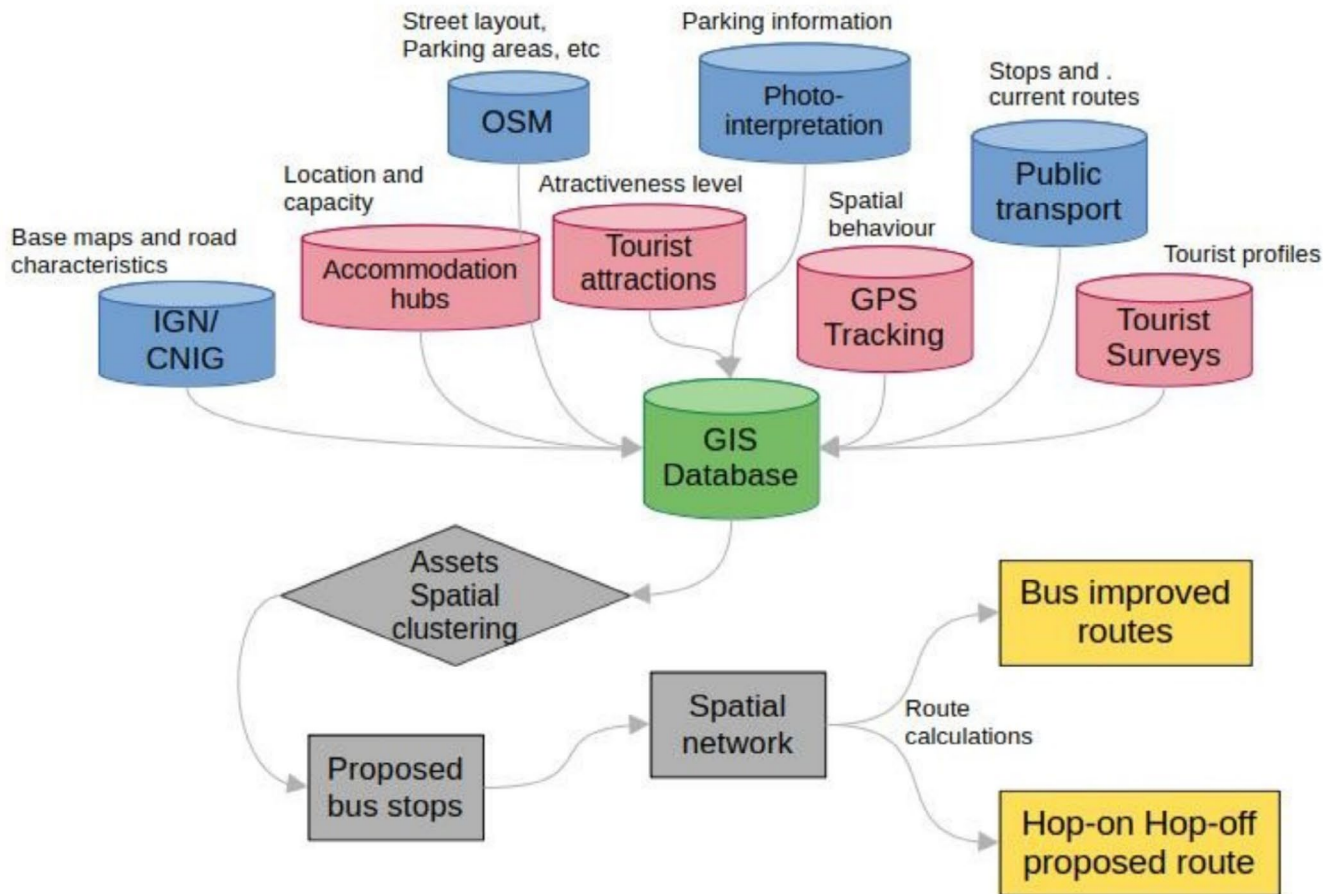 Street layout,
Parking areas, etc
OSM
Parking information
Photo-
interpretation
Stops and .
current routes
Public
transport
Location and
capacity
Accommodation
hubs
Atractiveness level
Tourist
attractions
Spatial
behaviour
GPS
Tracking
Tourist profiles
Tourist
Surveys
Base maps and road
characteristics
IGN/
CNIG
GIS
Database
Assets
Spatial
clustering
Proposed
bus stops
Spatial
network
Route
calculations
Bus improved
routes
Hop-on Hop-off
proposed route